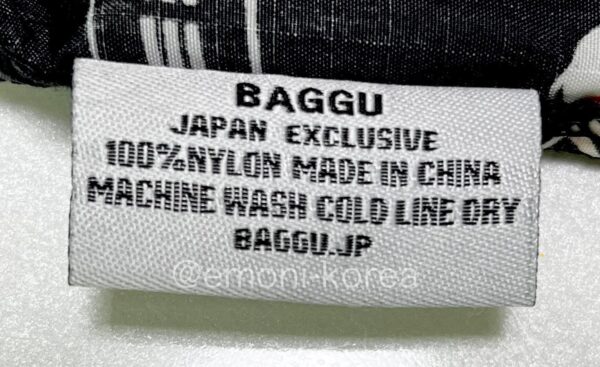 BAGGU
JAPAN EXCLUSIVE
100%NYLON MADE IN CHINA
MACHINE WASH COLD LINE DRY
BAGGU.JP
@emoni-korea